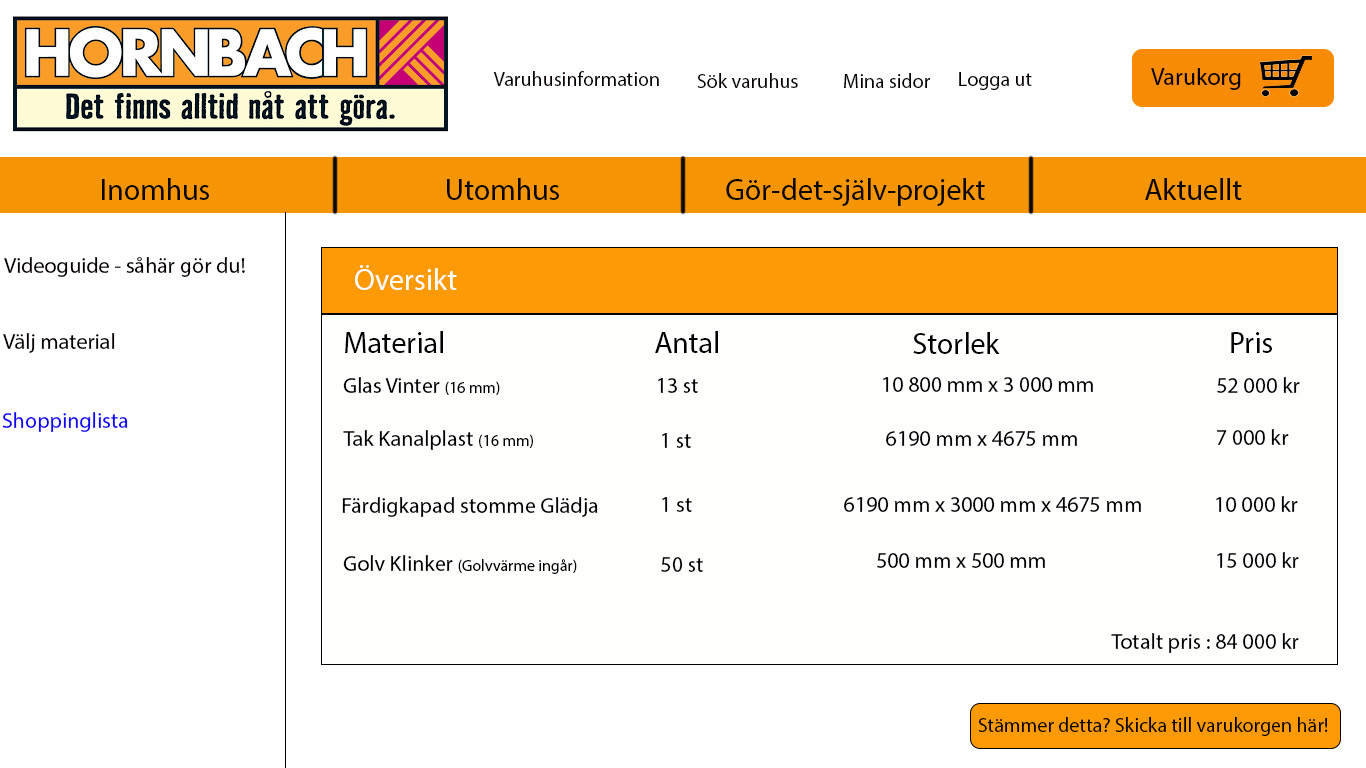 HORNBACH
Det finns alltid nåt att göra.
Varuhusinformation Sök varuhus Mina sidor Logga ut Varukorg
Inomhus Utomhus Gör-det-själv-projekt Aktuellt
Videoguide - såhär gör du!
Välj material
Shoppinglista
Översikt
Material Antal Storlek Pris
Glas Vinter (16 mm) 13 st 10 800 mm x 3 000 mm 52 000 kr
Tak Kanalplast (16 mm) 1 st 6190 mm x 4675 mm 7 000 kr
Färdigkapad stomme Glädja 1 st 6190 mm x 3000 mm x 4675 mm 10 000 kr
Golv Klinker (Golvvärme ingår) 50 st 500 mm x 500 mm 15 000 kr
Totalt pris : 84 000 kr
Stämmer detta? Skicka till varukorgen här!